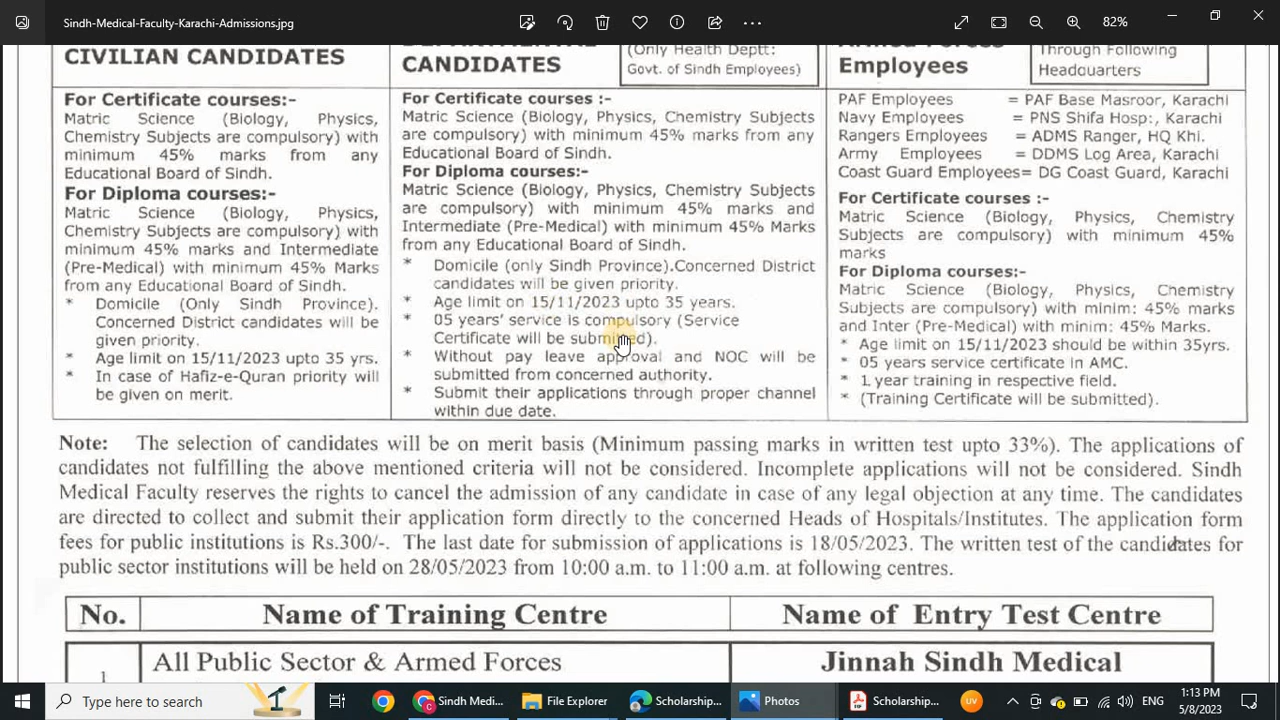 Sindh-Medical-Faculty-Karachi-Admissions.jpg
82%
CIVILIAN CANDIDATES
For Certificate courses:-
Matric Science (Biology, Physics,
Chemistry Subjects are compulsory) with
minimum 45% marks from any
Educational Board of Sindh.
For Diploma courses:-
Matric Science (Biology, Physics,
Chemistry Subjects are compulsory) with
minimum 45% marks and Intermediate
(Pre-Medical) with minimum 45% Marks
from any Educational Board of Sindh.
* Domicile (Only Sindh Province).
Concerned District candidates will be
given priority.
* Age limit on 15/11/2023 upto 35 yrs.
* In case of Hafiz-e-Quran priority will
be given on merit.
DEPARTMENTAL
CANDIDATES
(Only Health Deptt:
Govt. of Sindh Employees)
For Certificate courses :-
Matric Science (Biology, Physics, Chemistry Subjects
are compulsory) with minimum 45% marks from any
Educational Board of Sindh.
For Diploma courses:-
Matric Science (Biology, Physics, Chemistry Subjects
are compulsory) with minimum 45% marks and
Intermediate (Pre-Medical) with minimum 45% Marks
from any Educational Board of Sindh.
* Domicile (only Sindh Province).Concerned District
candidates will be given priority.
* Age limit on 15/11/2023 upto 35 years.
* 05 years' service is compulsory (Service
Certificate will be submitted).
* Without pay leave approval and NOC will be
submitted from concerned authority.
* Submit their applications through proper channel
within due date.
Armed Forces
Employees
Through Following
Headquarters
PAF Employees = PAF Base Masroor, Karachi
Navy Employees = PNS Shifa Hosp:, Karachi
Rangers Employees = ADMS Ranger, HQ Khi.
Army Employees = DDMS Log Area, Karachi
Coast Guard Employees= DG Coast Guard, Karachi
For Certificate courses :-
Matric Science (Biology, Physics, Chemistry
Subjects are compulsory) with minimum 45%
marks
For Diploma courses:-
Matric Science (Biology, Physics, Chemistry
Subjects are compulsory) with minim: 45% marks
and Inter (Pre-Medical) with minim: 45% Marks.
* Age limit on 15/11/2023 should be within 35yrs.
* 05 years service certificate in AMC.
* 1 year training in respective field.
* (Training Certificate will be submitted).
Note: The selection of candidates will be on merit basis (Minimum passing marks in written test upto 33%). The applications of
candidates not fulfilling the above mentioned criteria will not be considered. Incomplete applications will not be considered. Sindh
Medical Faculty reserves the rights to cancel the admission of any candidate in case of any legal objection at any time. The candidates
are directed to collect and submit their application form directly to the concerned Heads of Hospitals/Institutes. The application form
fees for public institutions is Rs.300/-. The last date for submission of applications is 18/05/2023. The written test of the candidates for
public sector institutions will be held on 28/05/2023 from 10:00 a.m. to 11:00 a.m. at following centres.
No. Name of Training Centre Name of Entry Test Centre
1 All Public Sector & Armed Forces Jinnah Sindh Medical
Type here to search
Sindh Medi...
File Explorer
Scholarship...
Photos
Scholarship...
UV
ENG
1:13 PM
5/8/2023